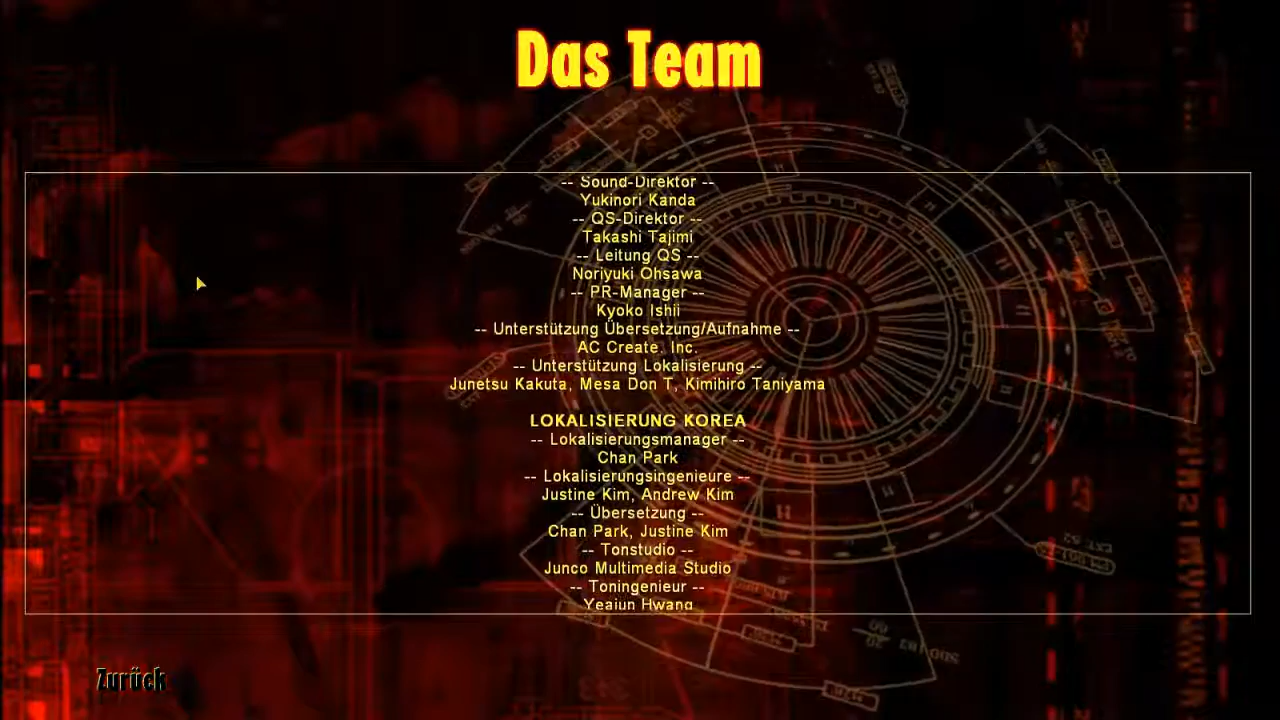 Das Team
-- Sound-Direktor --
Yukinori Kanda
-- QS-Direktor --
Takashi Tajimi
-- Leitung QS --
Noriyuki Ohsawa
-- PR-Manager --
Kyoko Ishii
-- Unterstützung Übersetzung/Aufnahme --
AC Create, Inc.
-- Unterstützung Lokalisierung --
Junetsu Kakuta, Mesa Don T, Kimihiro Taniyama
LOKALISIERUNG KOREA
-- Lokalisierungsmanager --
Chan Park
-- Lokalisierungsingenieure --
Justine Kim, Andrew Kim
-- Übersetzung --
Chan Park, Justine Kim
-- Tonstudio --
Junco Multimedia Studio
-- Toningenieur --
Yeajun Hwang
Zurück